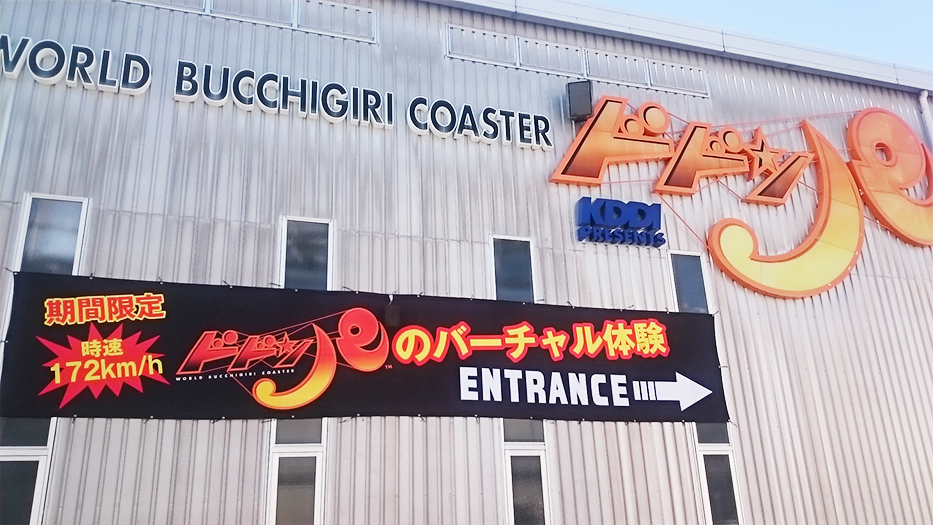 WORLD BUCCHIGIRI COASTER
ドドンパ
KDDI
PRESENTS
期間限定
時速
172km/h
ドドンパ
WORLD BUCCHIGIRI COASTER
TM
のバーチャル体験
ENTRANCE